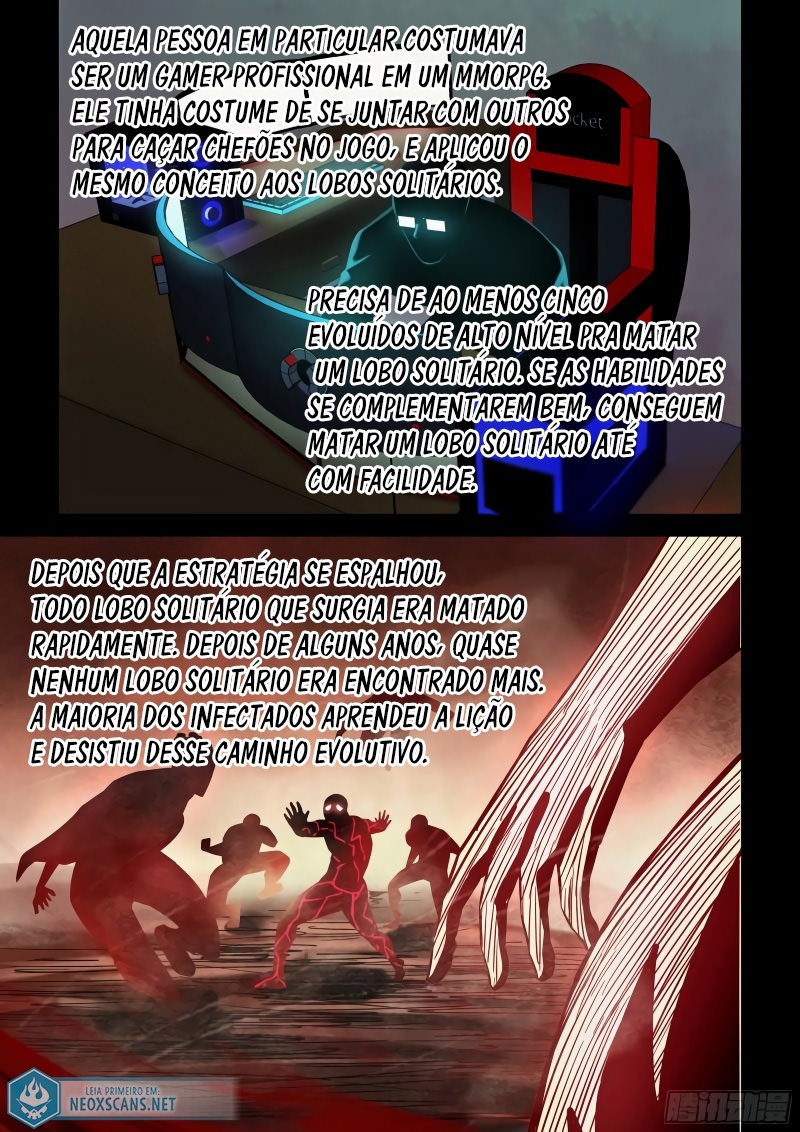 AQUELA PESSOA EM PARTICULAR COSTUMAVA
SER UM GAMER PROFISSIONAL EM UM MMORPG.
ELE TINHA COSTUME DE SE JUNTAR COM OUTROS
PARA CAÇAR CHEFÕES NO JOGO, E APLICOU O
MESMO CONCEITO AOS LOBOS SOLITÁRIOS.
PRECISA DE AO MENOS CINCO
EVOLUÍDOS DE ALTO NÍVEL PRA MATAR
UM LOBO SOLITÁRIO. SE AS HABILIDADES
SE COMPLEMENTAREM BEM, CONSEGUEM
MATAR UM LOBO SOLITÁRIO ATÉ
COM FACILIDADE.
DEPOIS QUE A ESTRATÉGIA SE ESPALHOU,
TODO LOBO SOLITÁRIO QUE SURGIA ERA MATADO
RAPIDAMENTE. DEPOIS DE ALGUNS ANOS, QUASE
NENHUM LOBO SOLITÁRIO ERA ENCONTRADO MAIS.
A MAIORIA DOS INFECTADOS APRENDEU A LIÇÃO
E DESISTIU DESSE CAMINHO EVOLUTIVO.
LEIA PRIMEIRO EM:
NEOXSCANS.NET
腾讯动漫